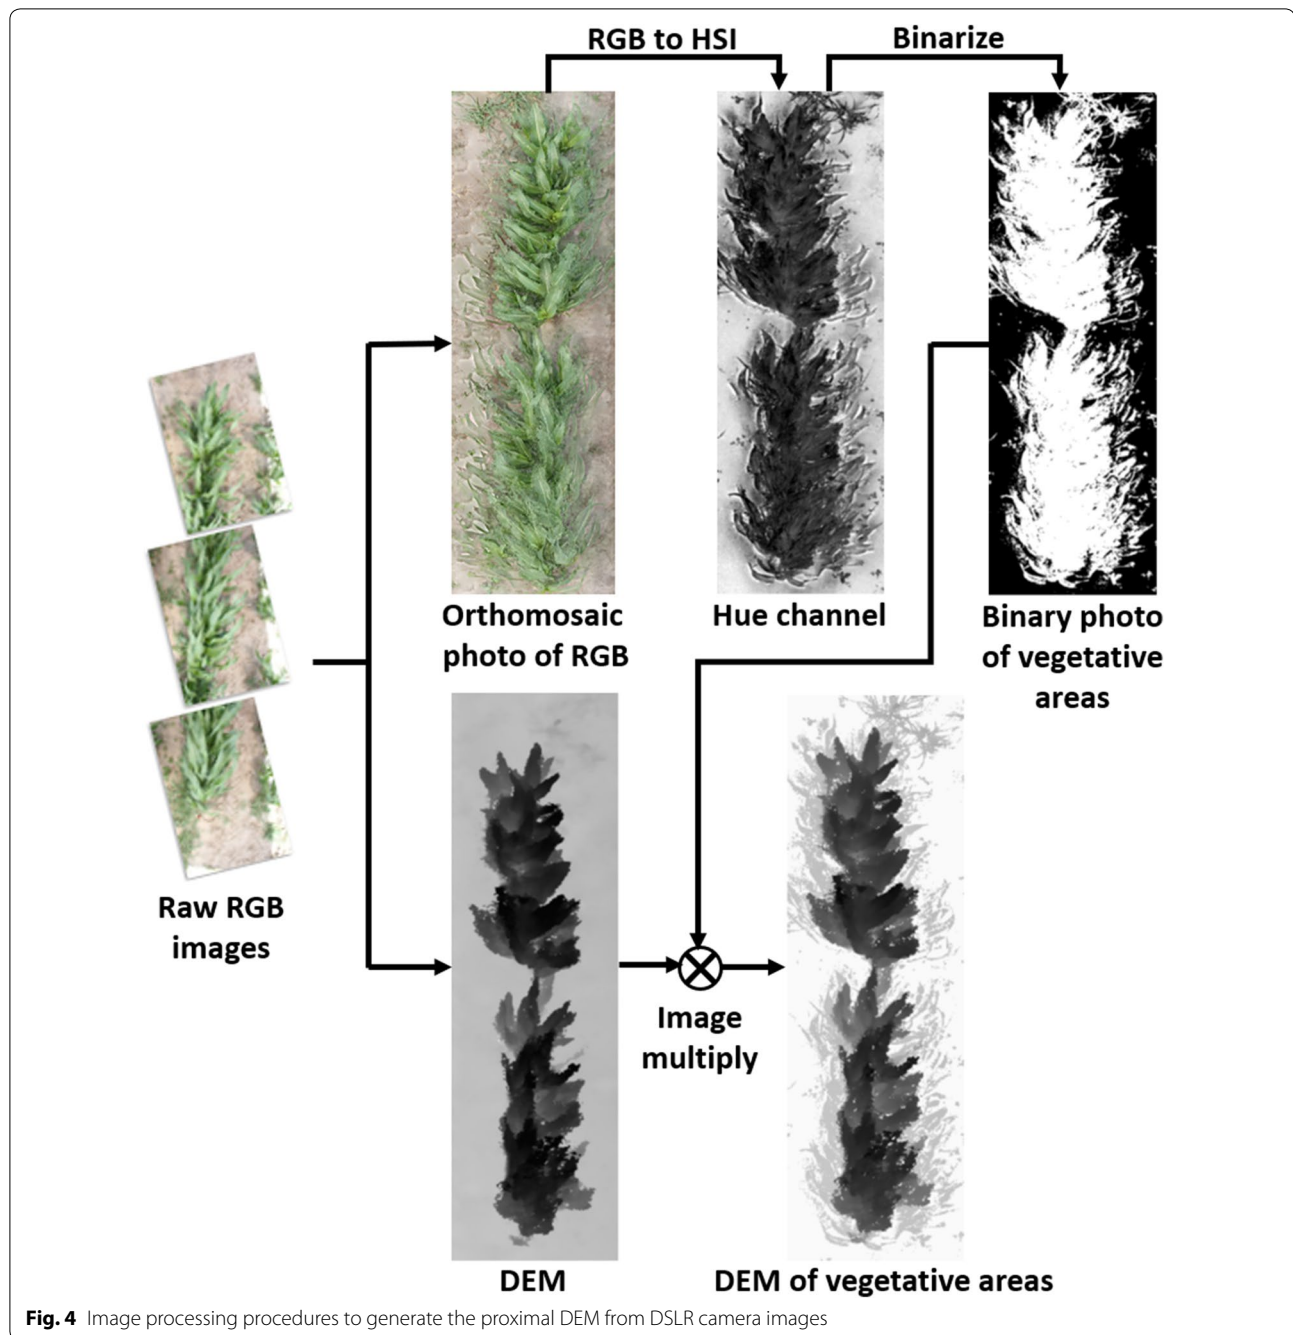 RGB to HSI
Binarize
Orthomosaic
photo of RGB
Hue channel
Binary photo
of vegetative
areas
Raw RGB
images
Image
multiply
DEM
DEM of vegetative areas
Fig. 4 Image processing procedures to generate the proximal DEM from DSLR camera images